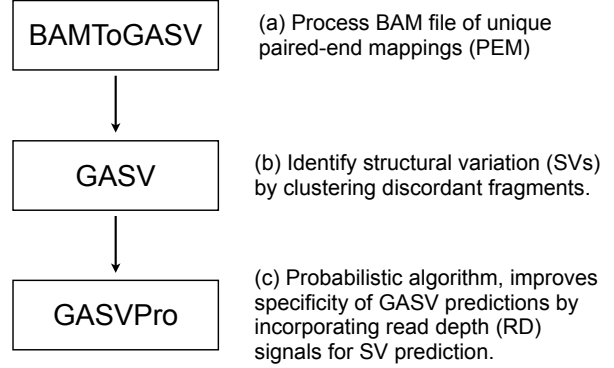 BAMToGASV
(a) Process BAM file of unique
paired-end mappings (PEM)
GASV
(b) Identify structural variation (SVs)
by clustering discordant fragments.
GASVPro
(c) Probabilistic algorithm, improves
specificity of GASV predictions by
incorporating read depth (RD)
signals for SV prediction.